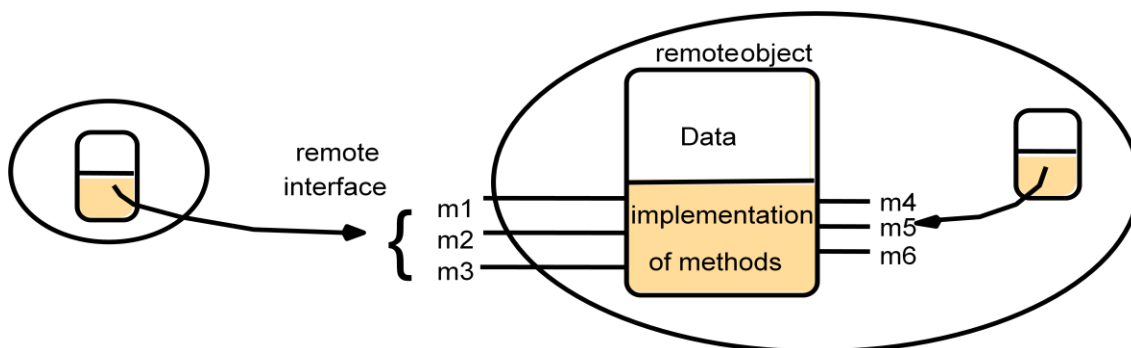 remoteobject
Data
remote
interface
{
m1
m2
m3
implementation
of methods
m4
m5
m6